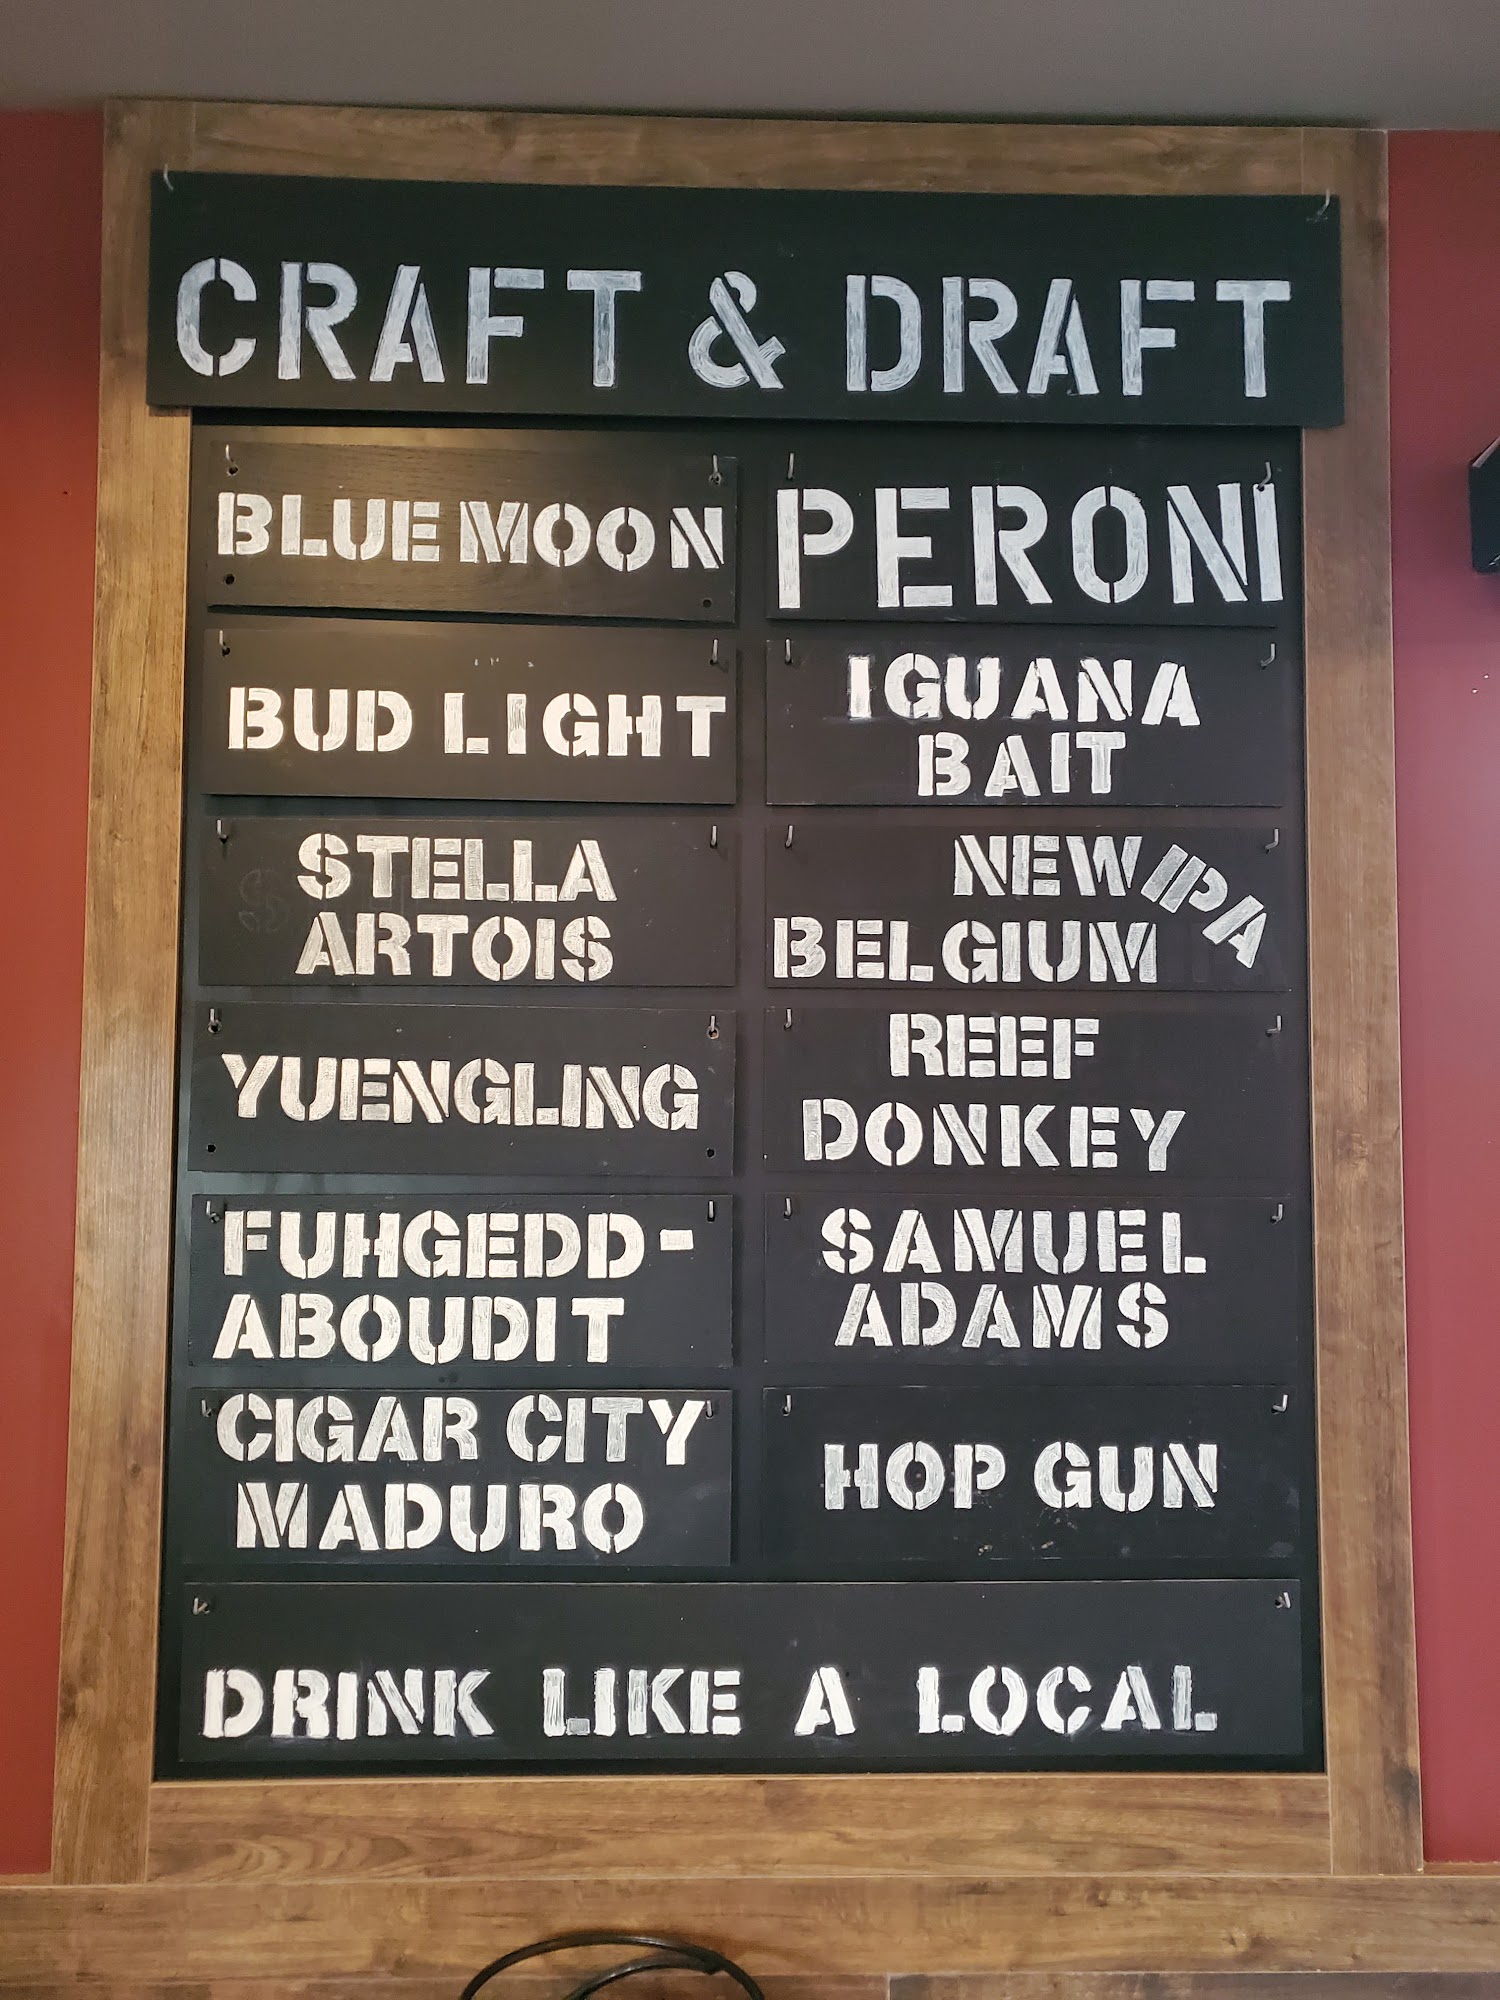 CRAFT & DRAFT
BLUE MOON
BUD LIGHT
STELLA
ARTOIS
YUENGLING
FUHGEDD-
ABOUDIT
CIGAR CITY
MADURO
PERONI
IGUANA
BAIT
NEW IPA
BELGIUM
REEF
DONKEY
SAMUEL
ADAMS
HOP GUN
DRINK LIKE A LOCAL